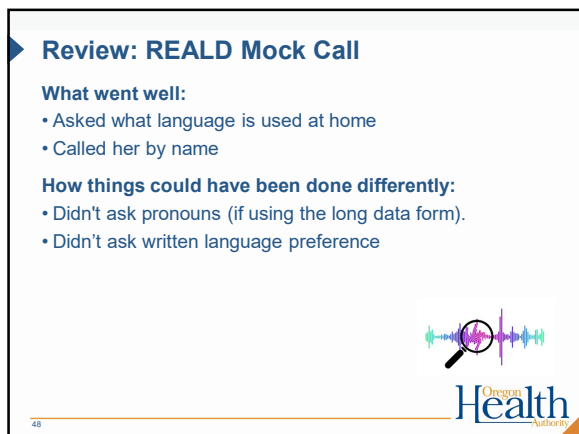 Review: REALD Mock Call
What went well:
• Asked what language is used at home
• Called her by name
How things could have been done differently:
• Didn't ask pronouns (if using the long data form).
• Didn’t ask written language preference
Oregon
Health
Authority
48